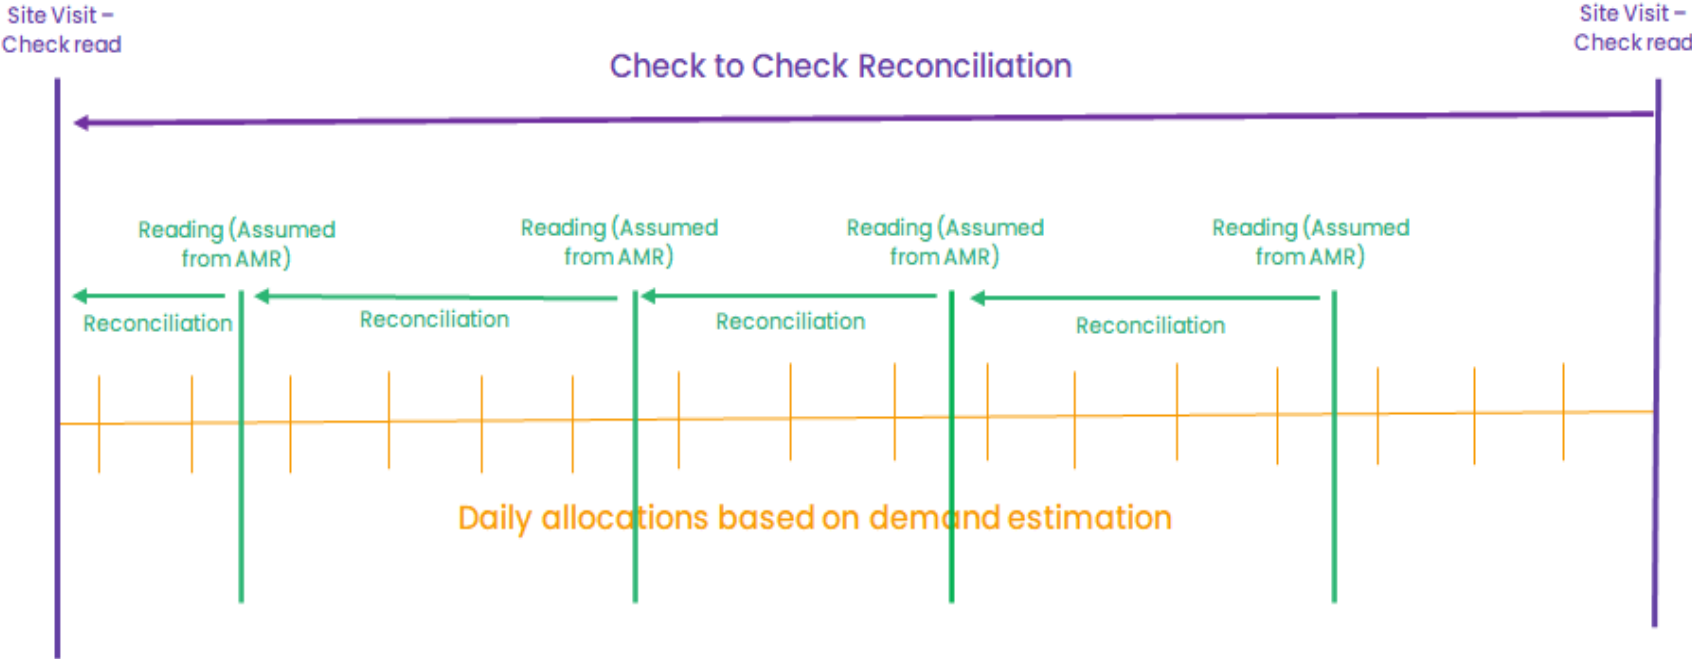 Site Visit –
Check read
Site Visit –
Check read
Check to Check Reconciliation
Reading (Assumed
from AMR)
Reading (Assumed
from AMR)
Reading (Assumed
from AMR)
Reading (Assumed
from AMR)
Reconciliation
Reconciliation
Reconciliation
Reconciliation
Daily allocations based on demand estimation